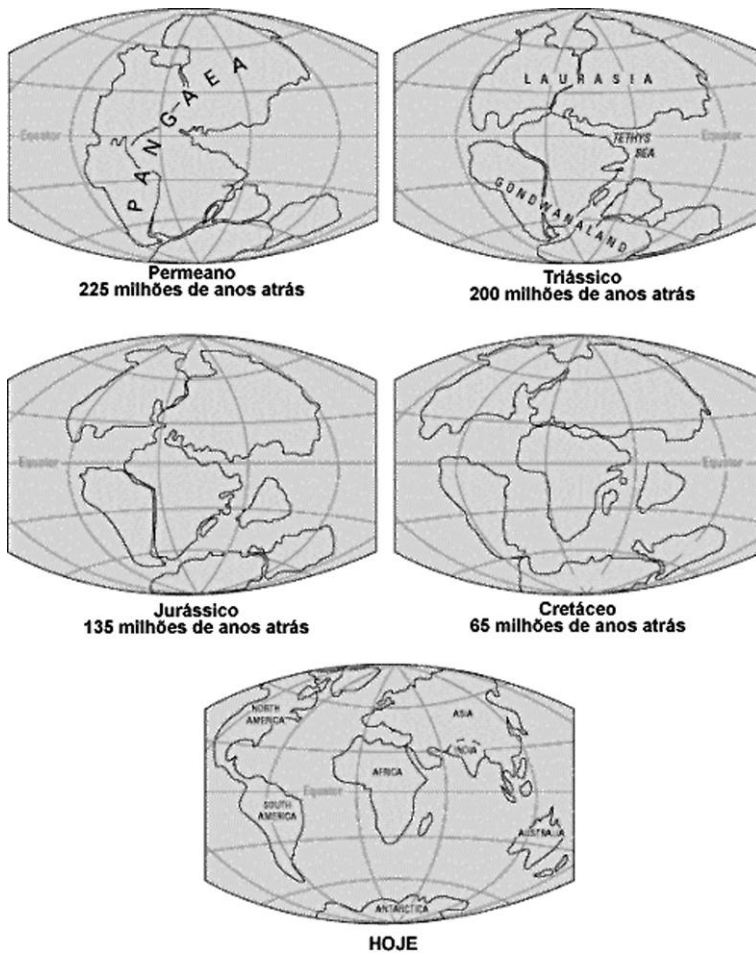 PANGAEA
Equator
Permeano
225 milhões de anos atrás
LAURASIA
TETHYS
SEA
Equator
GONDWANALAND
Triássico
200 milhões de anos atrás
Equator
Jurássico
135 milhões de anos atrás
Equator
Cretáceo
65 milhões de anos atrás
NORTH
AMERICA
ASIA
INDIA
AFRICA
Equator
SOUTH
AMERICA
AUSTRALIA
ANTARCTICA
HOJE